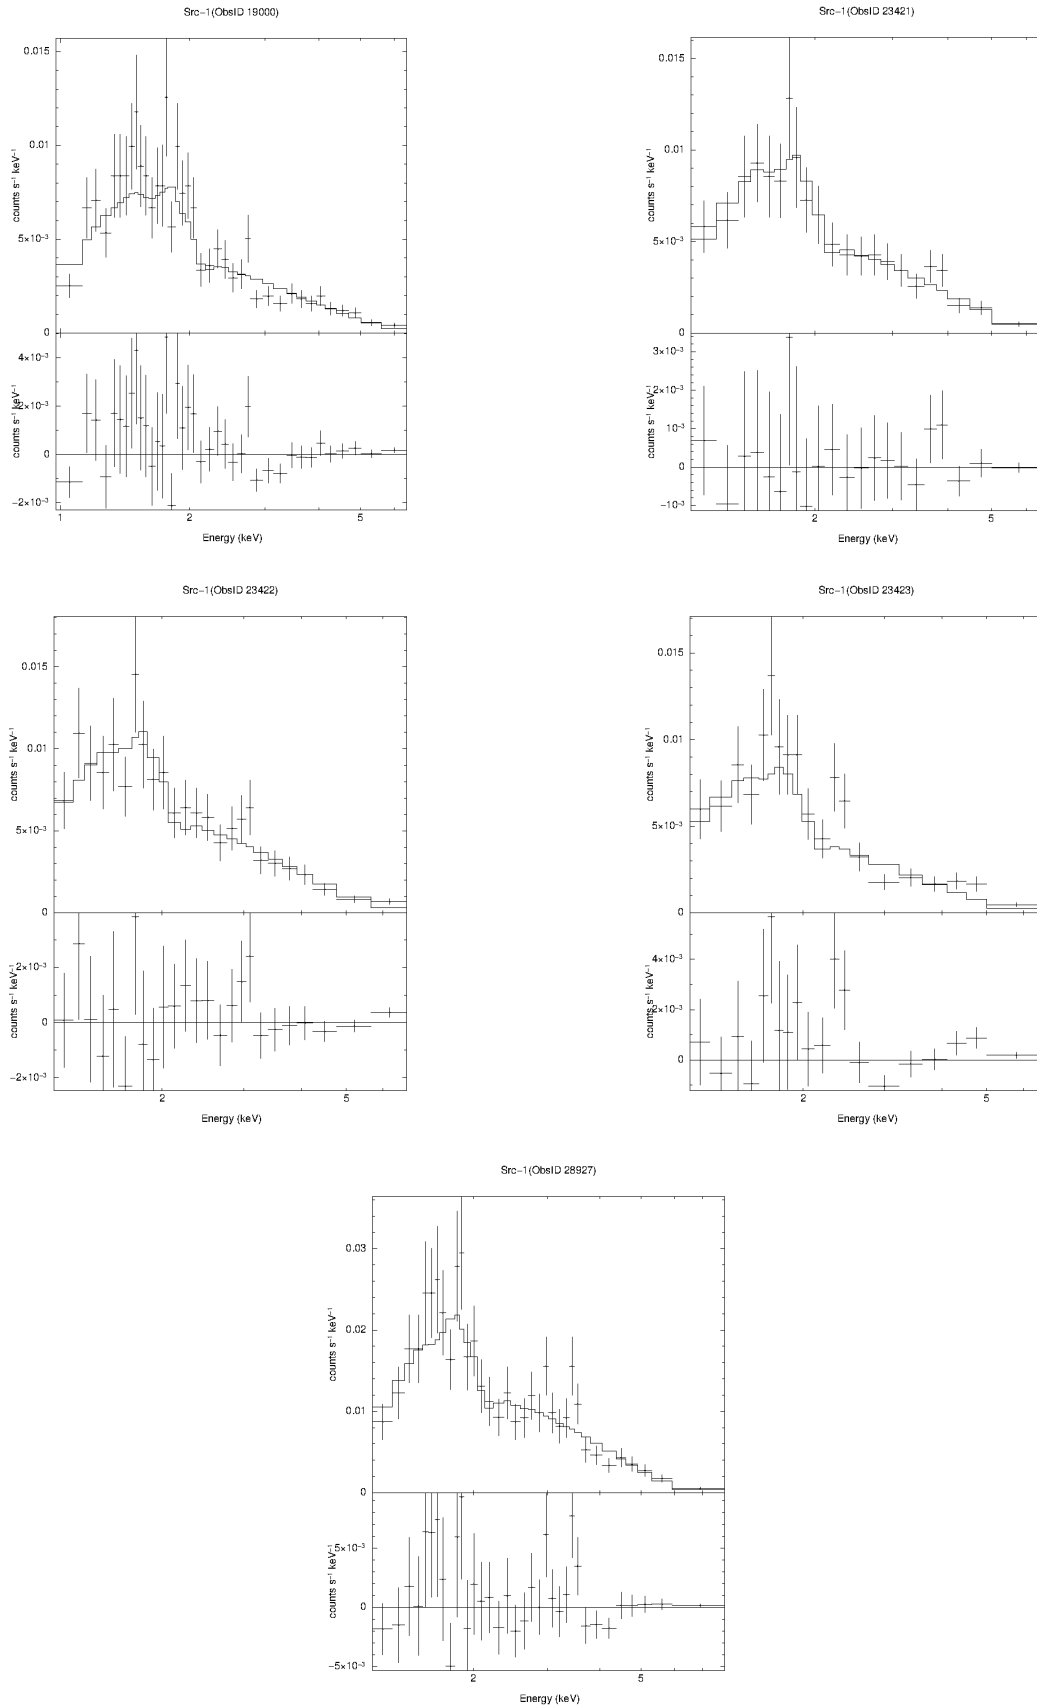 Src−1(ObsID 19000)
0.015
0.01
5×10⁻³
0
counts s⁻¹ keV⁻¹
4×10⁻³
2×10⁻³
0
−2×10⁻³
counts s⁻¹ keV⁻¹
1
2
5
Energy (keV)
Src−1(ObsID 23421)
0.015
0.01
5×10⁻³
0
counts s⁻¹ keV⁻¹
3×10⁻³
2×10⁻³
10⁻³
0
−10⁻³
counts s⁻¹ keV⁻¹
2
5
Energy (keV)
Src−1(ObsID 23422)
0.015
0.01
5×10⁻³
0
counts s⁻¹ keV⁻¹
2×10⁻³
0
−2×10⁻³
counts s⁻¹ keV⁻¹
2
5
Energy (keV)
Src−1(ObsID 23423)
0.015
0.01
5×10⁻³
0
counts s⁻¹ keV⁻¹
4×10⁻³
2×10⁻³
0
counts s⁻¹ keV⁻¹
2
5
Energy (keV)
Src−1(ObsID 28927)
0.03
0.02
0.01
0
counts s⁻¹ keV⁻¹
5×10⁻³
0
−5×10⁻³
counts s⁻¹ keV⁻¹
2
5
Energy (keV)